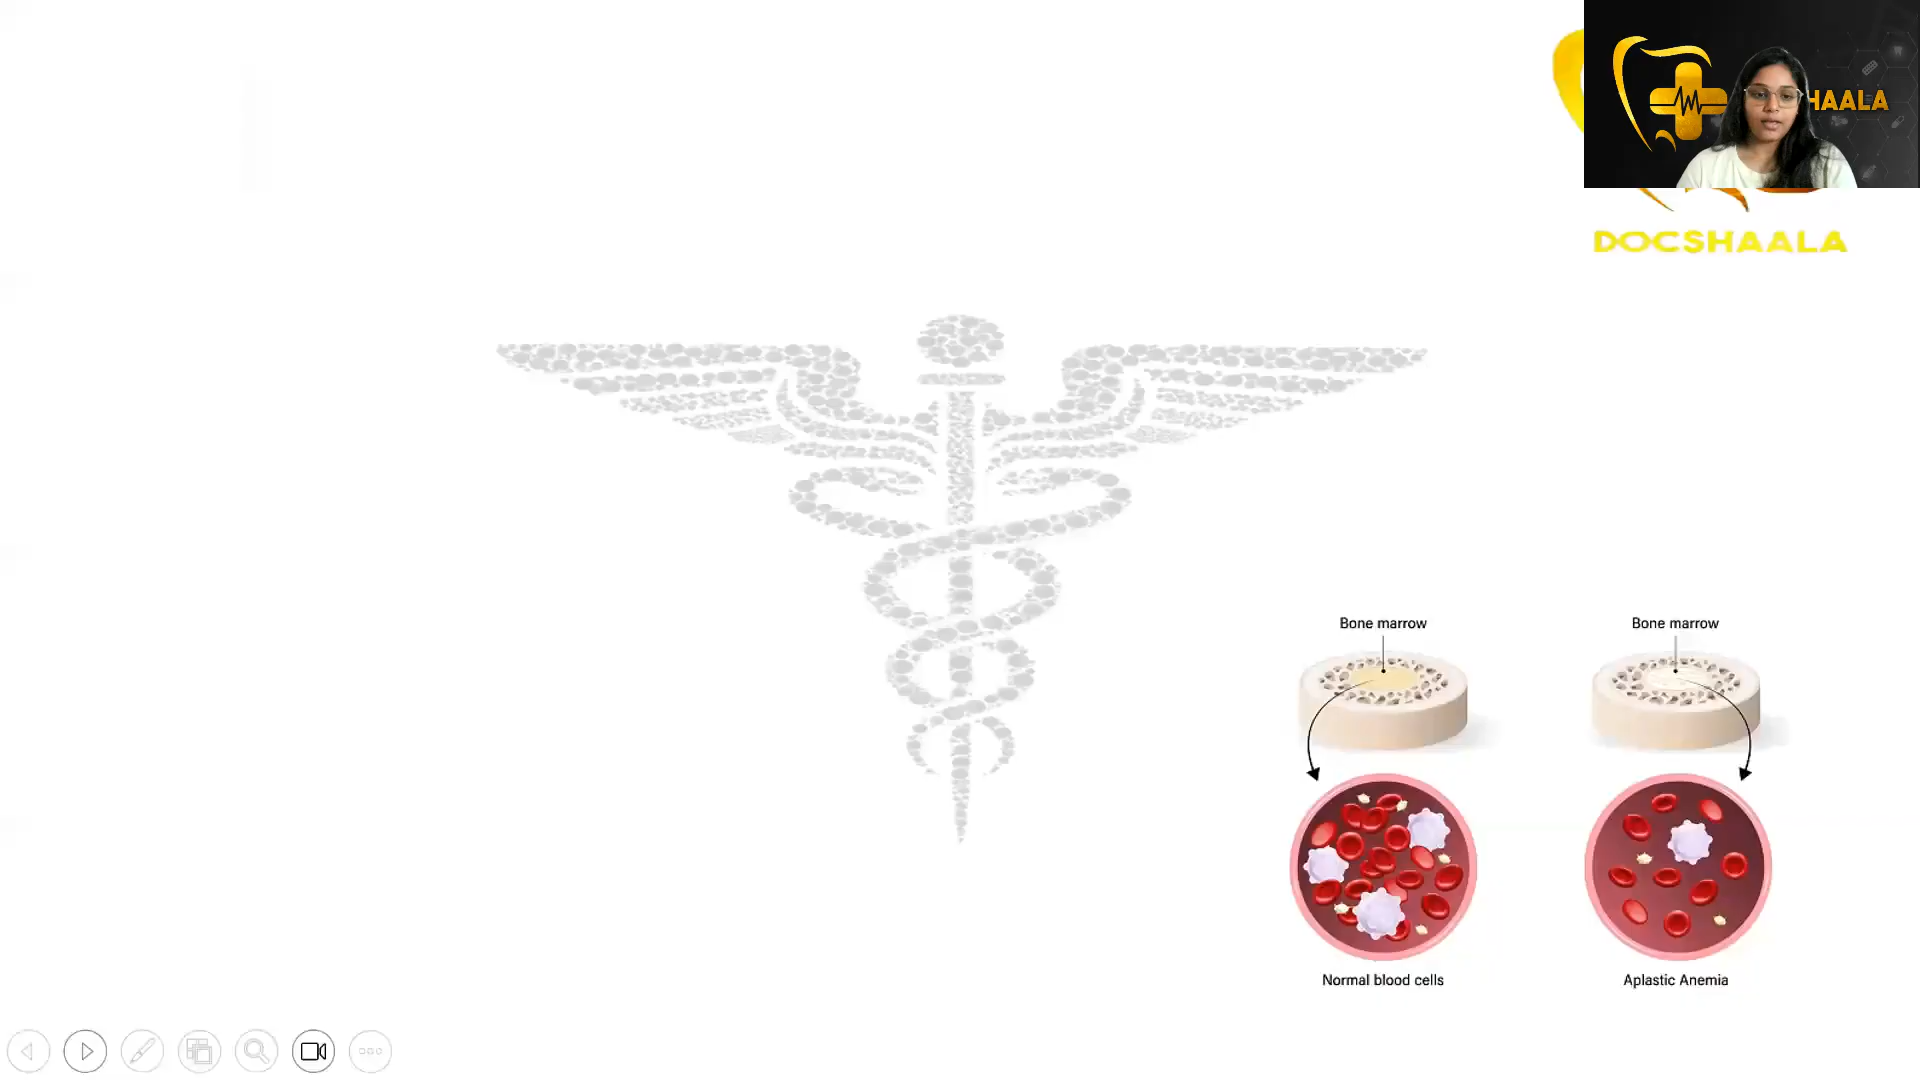 HAALA
DOCSHAALA
Bone marrow
Bone marrow
Normal blood cells
Aplastic Anemia